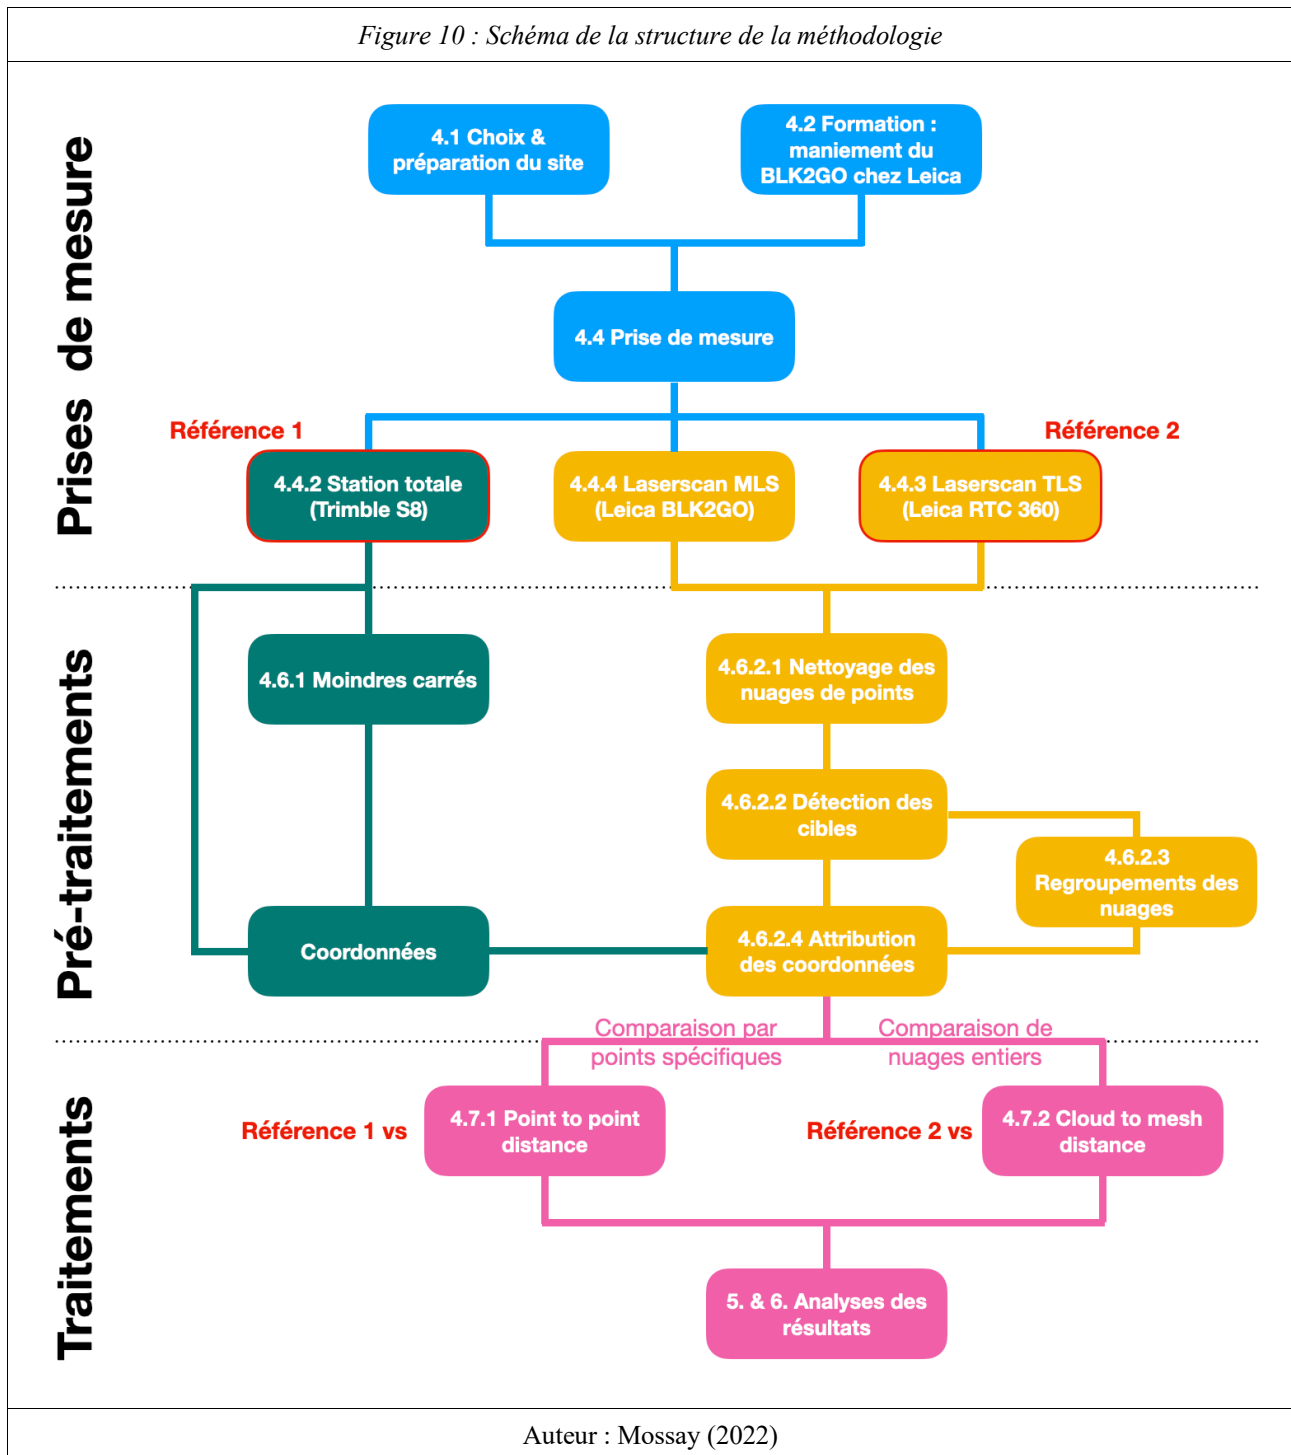 Figure 10 : Schéma de la structure de la méthodologie
Prises de mesure
4.1 Choix &
préparation du site
4.2 Formation :
maniement du
BLK2GO chez Leica
4.4 Prise de mesure
Référence 1
Référence 2
4.4.2 Station totale
(Trimble S8)
4.4.4 Laserscan MLS
(Leica BLK2GO)
4.4.3 Laserscan TLS
(Leica RTC 360)
Pré-traitements
4.6.1 Moindres carrés
4.6.2.1 Nettoyage des
nuages de points
4.6.2.2 Détection des
cibles
4.6.2.3
Regroupements des
nuages
Coordonnées
4.6.2.4 Attribution
des coordonnées
Traitements
Comparaison par
points spécifiques
Comparaison de
nuages entiers
Référence 1 vs
4.7.1 Point to point
distance
Référence 2 vs
4.7.2 Cloud to mesh
distance
5. & 6. Analyses des
résultats
Auteur : Mossay (2022)